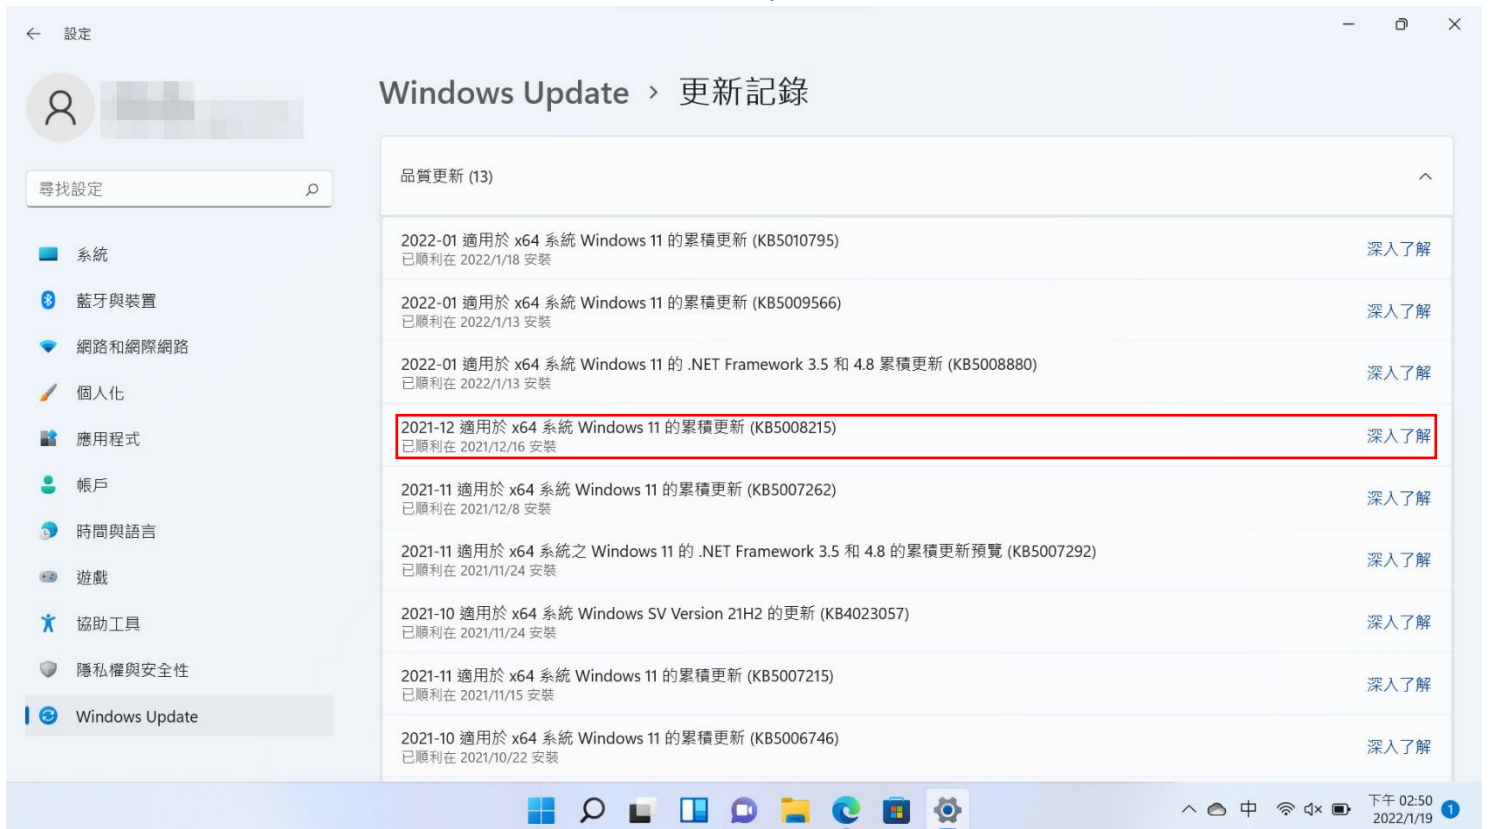 設定
Windows Update › 更新記錄
尋找設定
系統
藍牙與裝置
網路和網際網路
個人化
應用程式
帳戶
時間與語言
遊戲
協助工具
隱私權與安全性
Windows Update
品質更新 (13)
2022-01 適用於 x64 系統 Windows 11 的累積更新 (KB5010795)
已順利在 2022/1/18 安裝
深入了解
2022-01 適用於 x64 系統 Windows 11 的累積更新 (KB5009566)
已順利在 2022/1/13 安裝
深入了解
2022-01 適用於 x64 系統 Windows 11 的 .NET Framework 3.5 和 4.8 累積更新 (KB5008880)
已順利在 2022/1/13 安裝
深入了解
2021-12 適用於 x64 系統 Windows 11 的累積更新 (KB5008215)
已順利在 2021/12/16 安裝
深入了解
2021-11 適用於 x64 系統 Windows 11 的累積更新 (KB5007262)
已順利在 2021/12/8 安裝
深入了解
2021-11 適用於 x64 系統之 Windows 11 的 .NET Framework 3.5 和 4.8 的累積更新預覽 (KB5007292)
已順利在 2021/11/24 安裝
深入了解
2021-10 適用於 x64 系統 Windows SV Version 21H2 的更新 (KB4023057)
已順利在 2021/11/24 安裝
深入了解
2021-11 適用於 x64 系統 Windows 11 的累積更新 (KB5007215)
已順利在 2021/11/15 安裝
深入了解
2021-10 適用於 x64 系統 Windows 11 的累積更新 (KB5006746)
已順利在 2021/10/22 安裝
深入了解
中
下午 02:50
2022/1/19
1